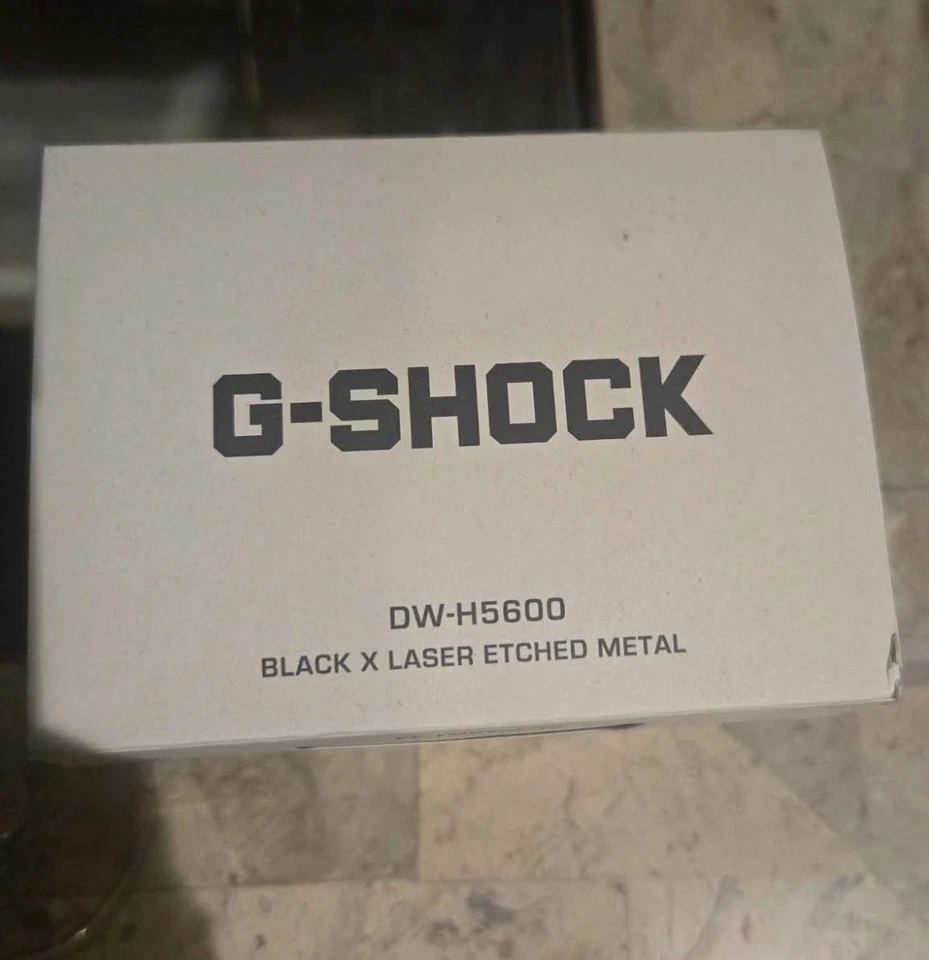 G-SHOCK
DW-H5600
BLACK X LASER ETCHED METAL